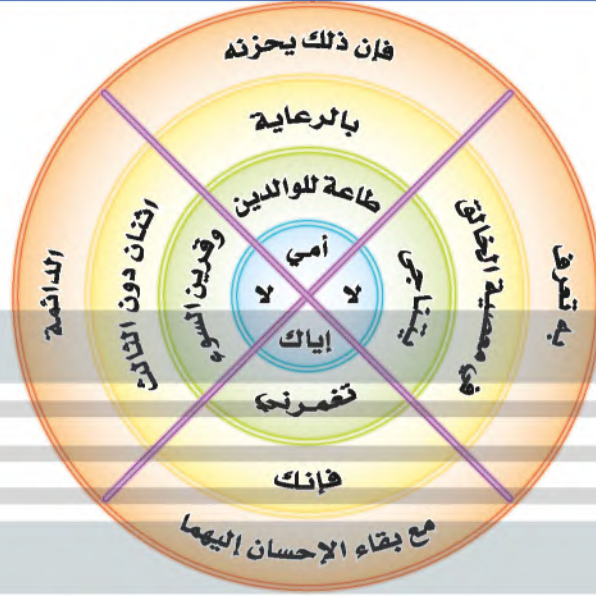 فإن ذلك يحزنه
بالرعاية
طاعة للوالدين
أمي
به تعرف
في معصية الخالق
يتناجى
لا
لا
وقرين السوء
اثنان دون الثالث
الدائمة
إياك
تغمرني
فإنك
مع بقاء الإحسان إليهما